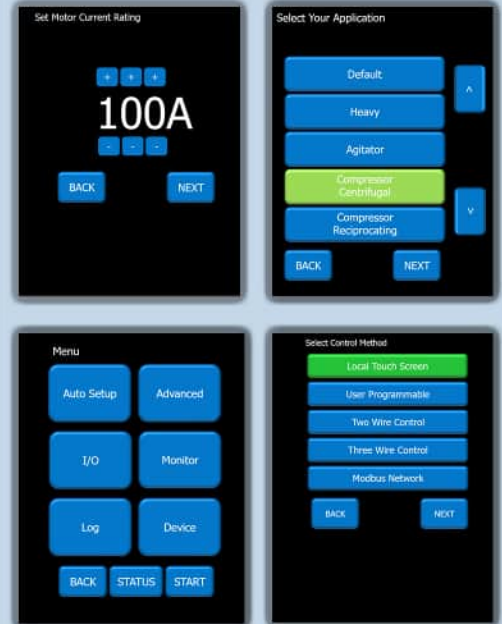 Set Motor Current Rating
+ + +
100A
- - -
BACK NEXT
Select Your Application
Default
Heavy
Agitator
Compressor
Centrifugal
Compressor
Reciprocating
BACK NEXT
Menu
Auto Setup Advanced
I/O Monitor
Log Device
BACK STATUS START
Select Control Method
Local Touch Screen
User Programmable
Two Wire Control
Three Wire Control
Modbus Network
BACK NEXT